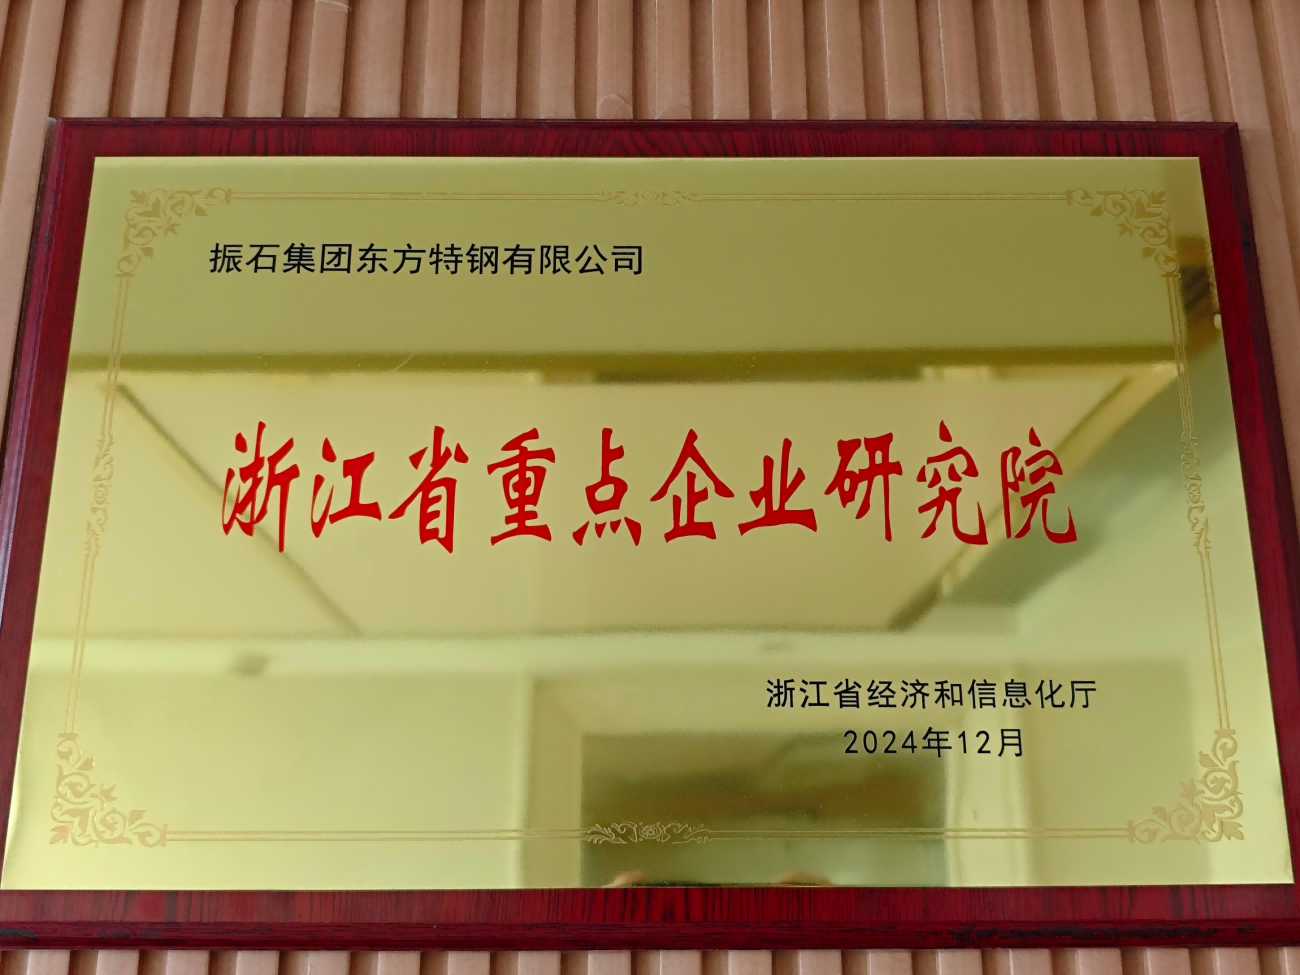 振石集团东方特钢有限公司
浙江省重点企业研究院
浙江省经济和信息化厅
2024年12月